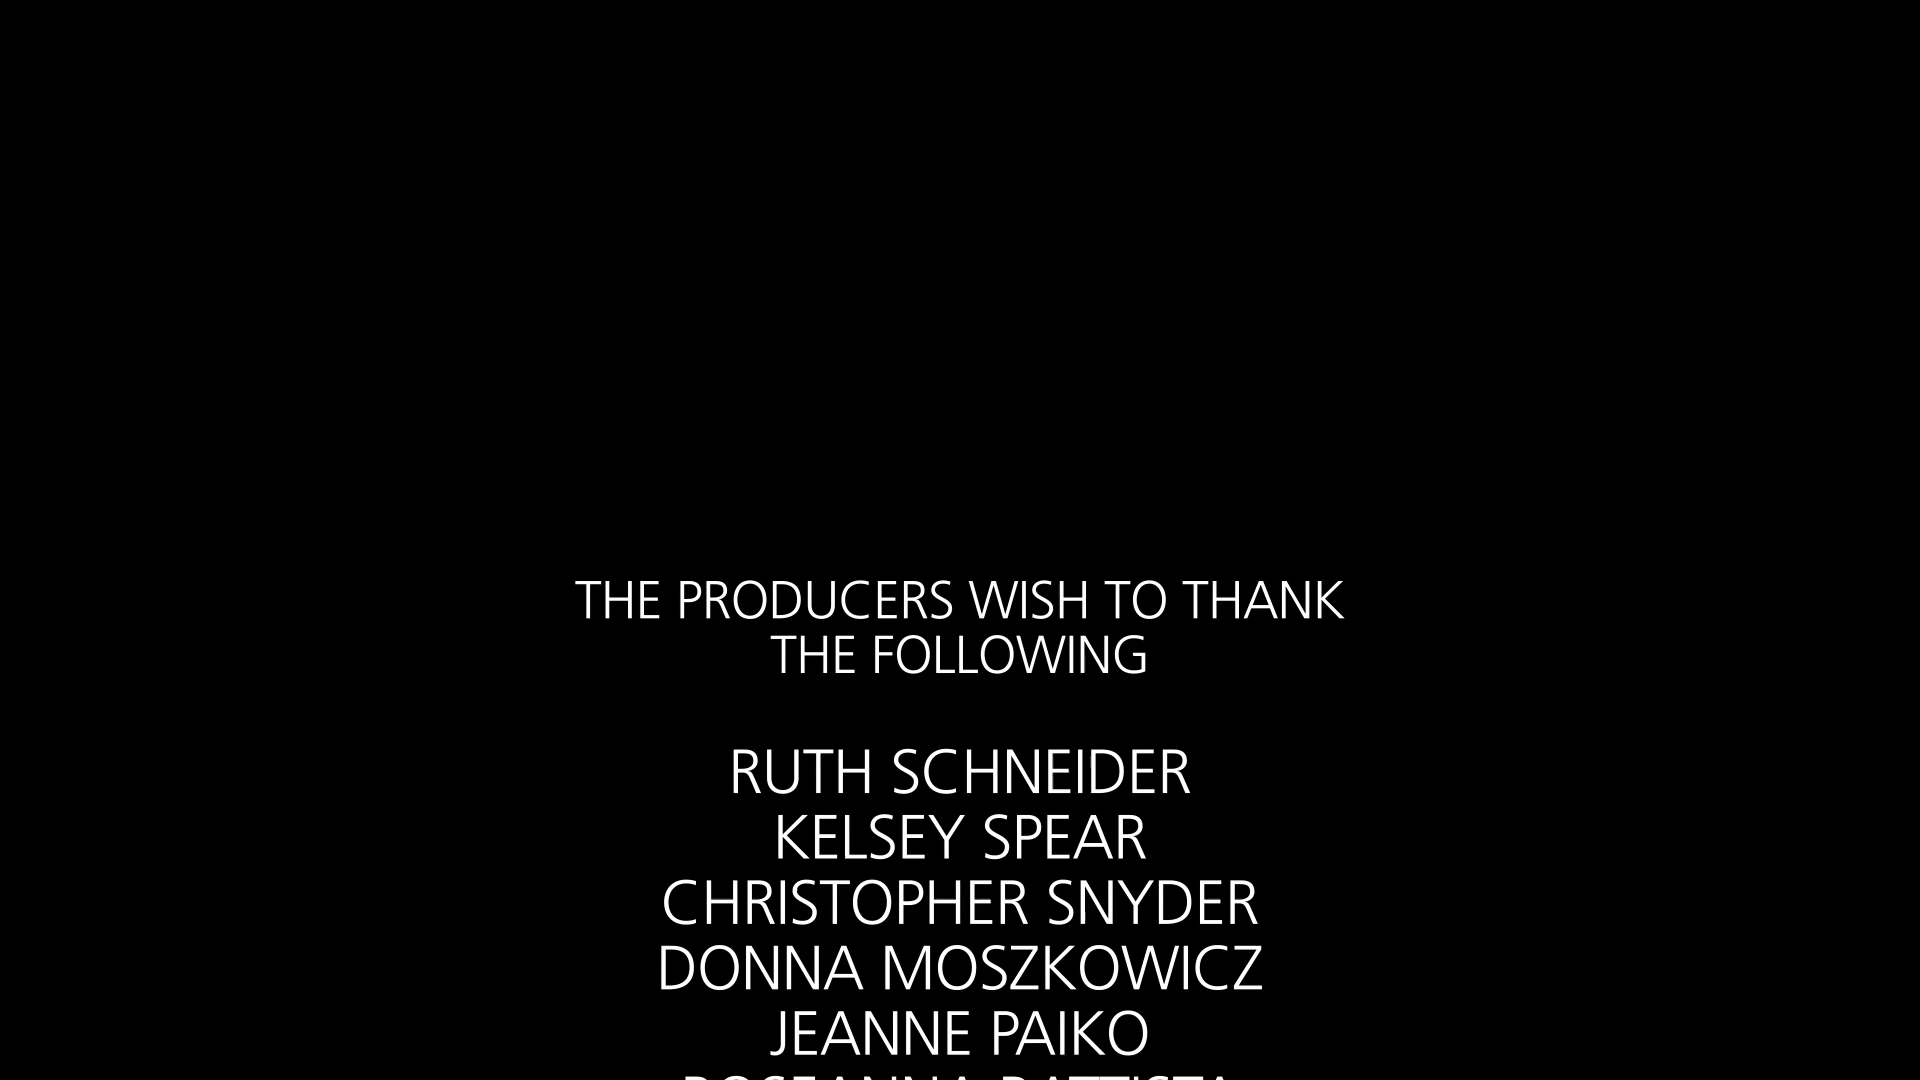 THE PRODUCERS WISH TO THANK
THE FOLLOWING
RUTH SCHNEIDER
KELSEY SPEAR
CHRISTOPHER SNYDER
DONNA MOSZKOWICZ
JEANNE PAIKO